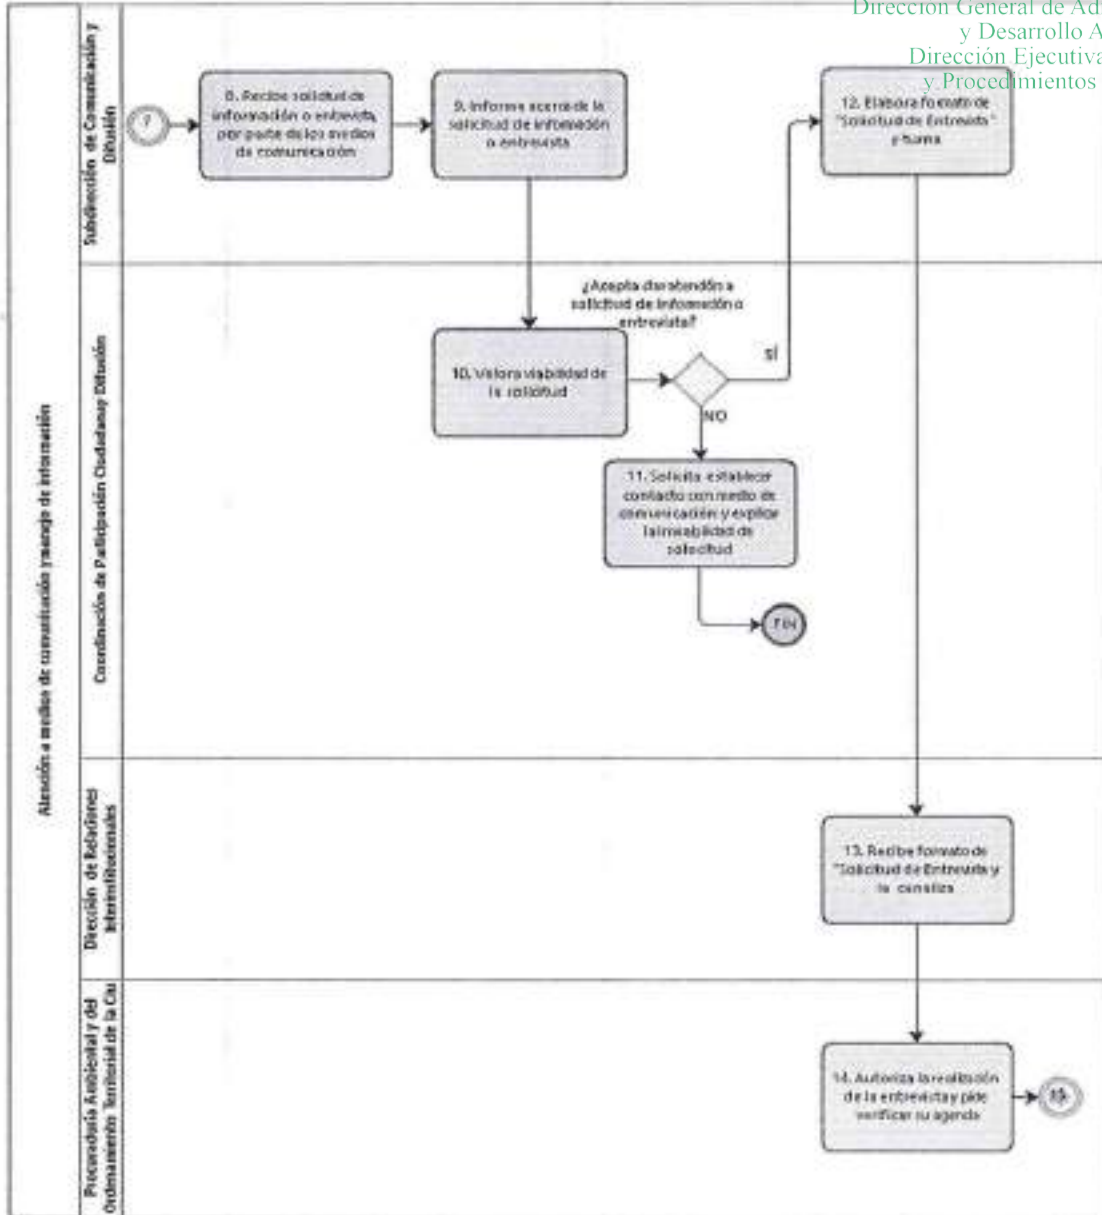 Dirección General de Ad
y Desarrollo A
Dirección Ejecutiva
y Procedimientos
Atención a medios de comunicación y manejo de información
Subdirección de Comunicación y
Difusión
7
8. Recibe solicitud de
información o entrevista,
por parte de los medios
de comunicación
9. Informa acerca de la
solicitud de información
o entrevista
12. Elabora formato de
"Solicitud de Entrevista"
y turna
Coordinación de Participación Ciudadana y Difusión
¿Acepta dar atención a
solicitud de información o
entrevista?
10. Valora viabilidad de
la solicitud
SÍ
NO
11. Solicita establecer
contacto con medio de
comunicación y explicar
la inviabilidad de
solicitud
FIN
Dirección de Relaciones
Interinstitucionales
13. Recibe formato de
"Solicitud de Entrevista y
la canaliza
Procuraduría Ambiental y del
Ordenamiento Territorial de la Ciu
14. Autoriza la realización
de la entrevista y pide
verificar su agenda
15